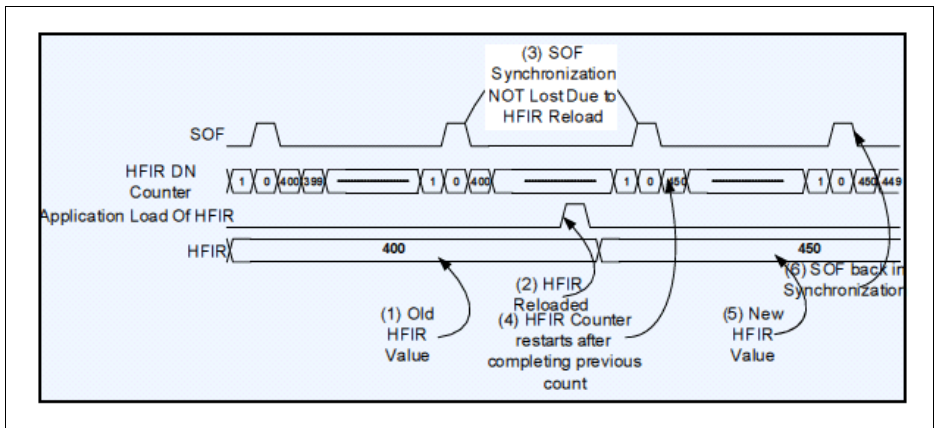 (3) SOF
Synchronization
NOT Lost Due to
HFIR Reload
SOF
HFIR DN
Counter
1 0 400 399 1 0 400 1 0 450 1 0 450 449
Application Load Of HFIR
HFIR 400 450
(1) Old
HFIR
Value
(2) HFIR
Reloaded
(4) HFIR Counter
restarts after
completing previous
count
(5) New
HFIR
Value
(6) SOF back in
Synchronization